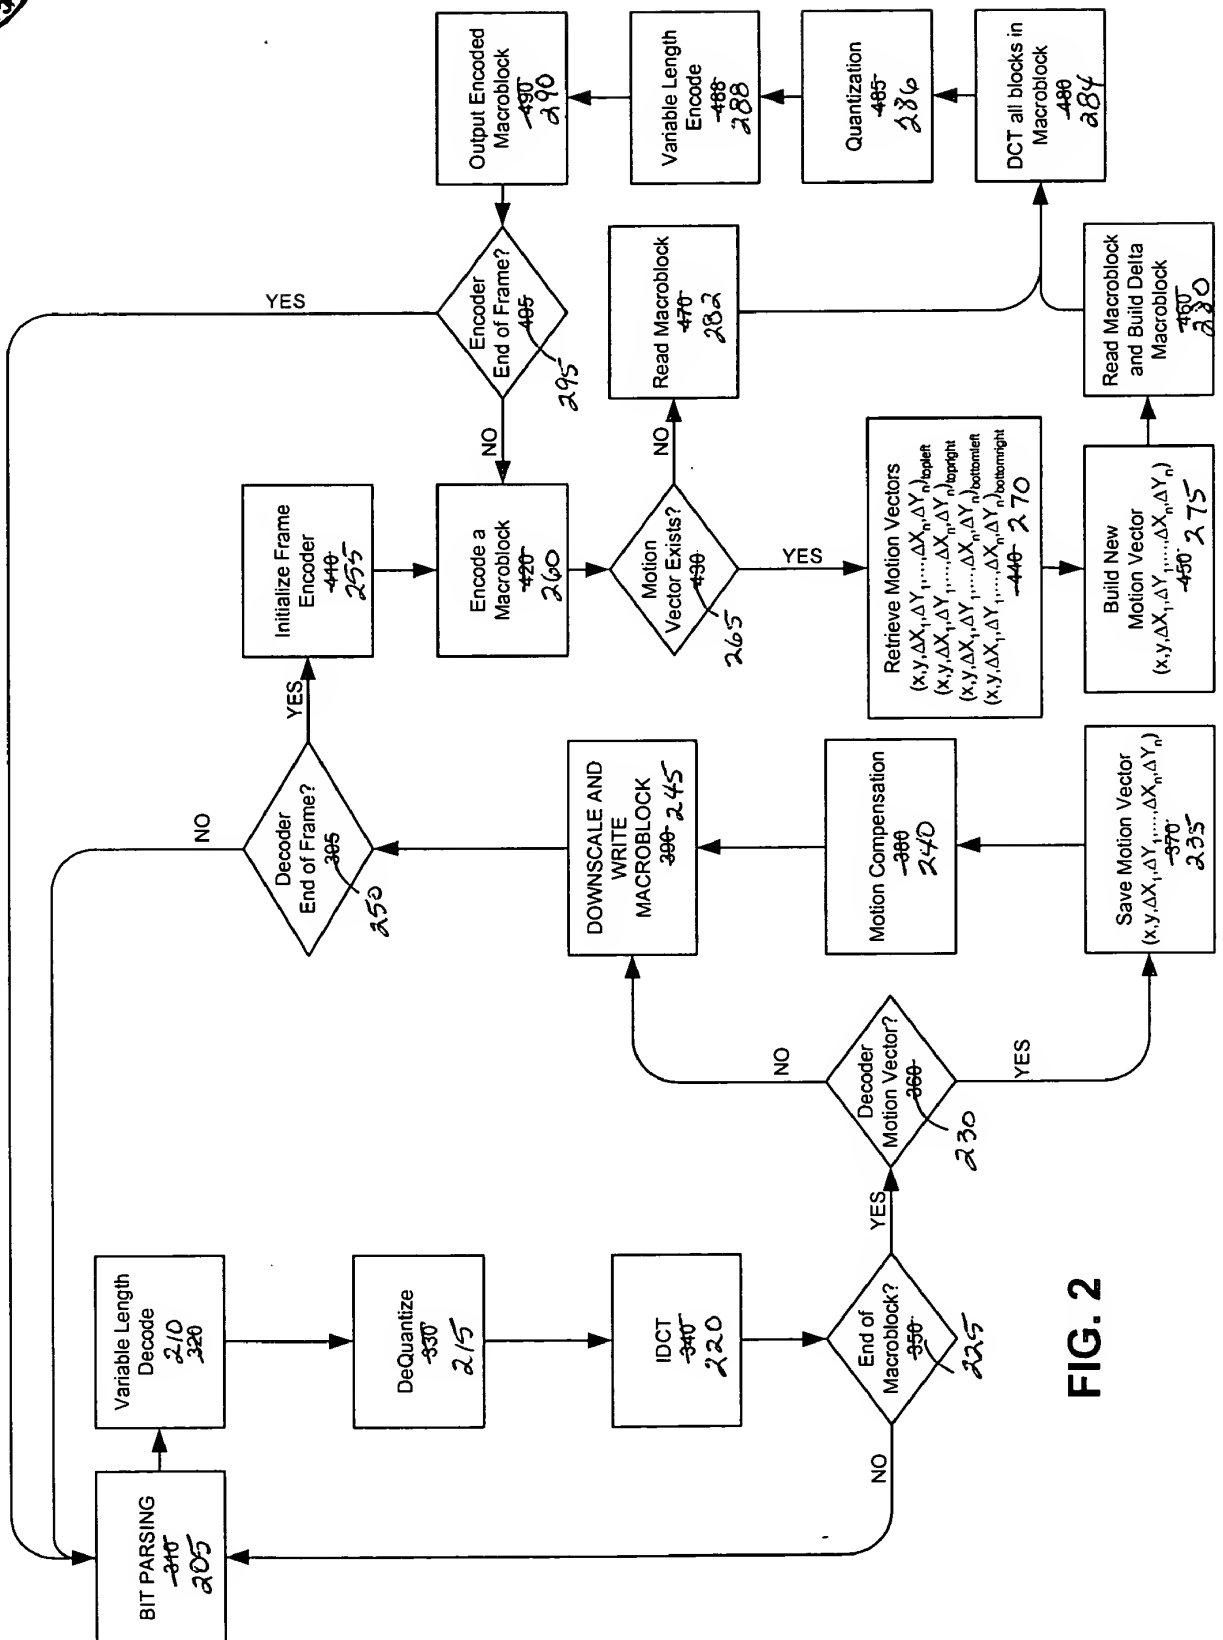 BIT PARSING
310
205
Variable Length
Decode
210
320
DeQuantize
330
215
IDCT
340
220
End of
Macroblock?
350
225
NO
YES
Decoder
Motion Vector?
360
230
NO
YES
Save Motion Vector
(x,y,ΔX1,ΔY1,...,ΔXn,ΔYn)
370
235
Motion Compensation
380
240
DOWNSCALE AND
WRITE
MACROBLOCK
390 245
Decoder
End of Frame?
395
250
NO
YES
Initialize Frame
Encoder
410
255
Encode a
Macroblock
420
260
Motion
Vector Exists?
430
265
NO
YES
Retrieve Motion Vectors
(x,y,ΔX1,ΔY1,...,ΔXn,ΔYn)topleft
(x,y,ΔX1,ΔY1,...,ΔXn,ΔYn)topright
(x,y,ΔX1,ΔY1,...,ΔXn,ΔYn)bottomleft
(x,y,ΔX1,ΔY1,...,ΔXn,ΔYn)bottomright
440 270
Build New
Motion Vector
(x,y,ΔX1,ΔY1,...,ΔXn,ΔYn)
450 275
Read Macroblock
and Build Delta
Macroblock
460
280
Read Macroblock
470
282
DCT all blocks in
Macroblock
480
284
Quantization
485
286
Variable Length
Encode
488
288
Output Encoded
Macroblock
490
290
Encoder
End of Frame?
495
295
NO
YES
FIG. 2